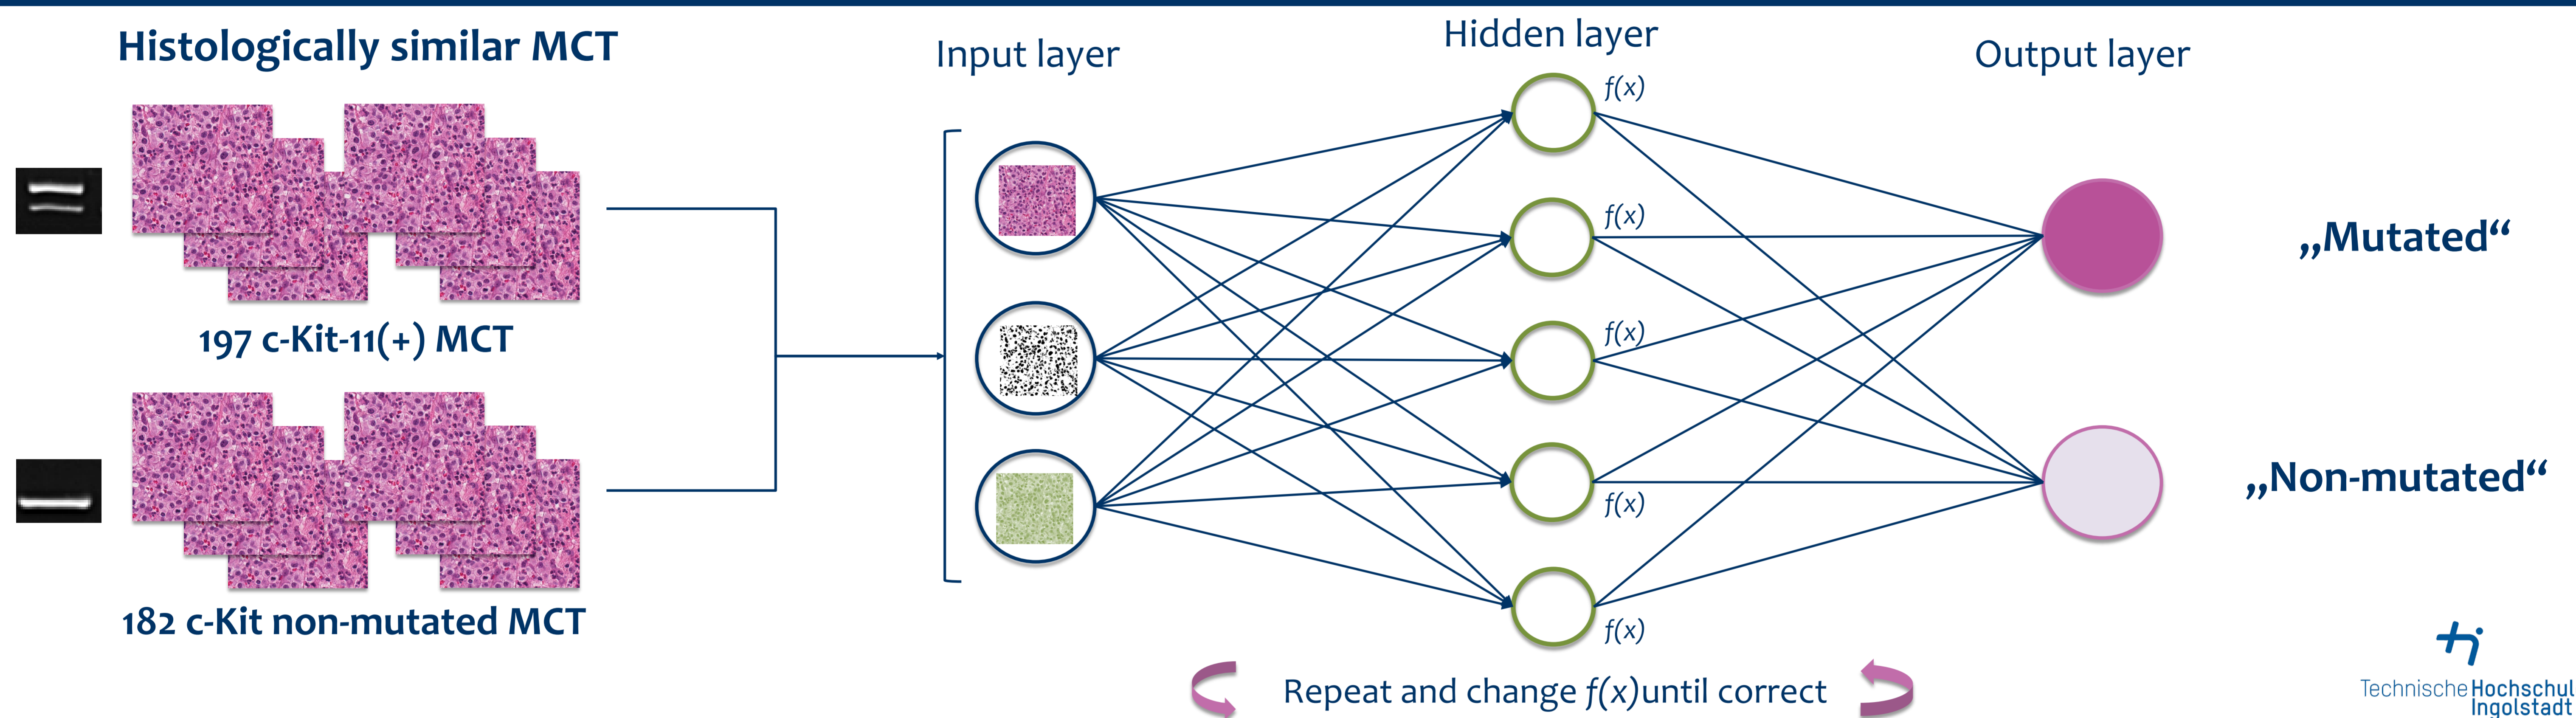 Histologically similar MCT
197 c-Kit-11(+) MCT
182 c-Kit non-mutated MCT
Input layer
Hidden layer
f(x)
f(x)
f(x)
f(x)
f(x)
Output layer
„Mutated“
„Non-mutated“
Repeat and change f(x)until correct
Technische Hochschul
Ingolstadt